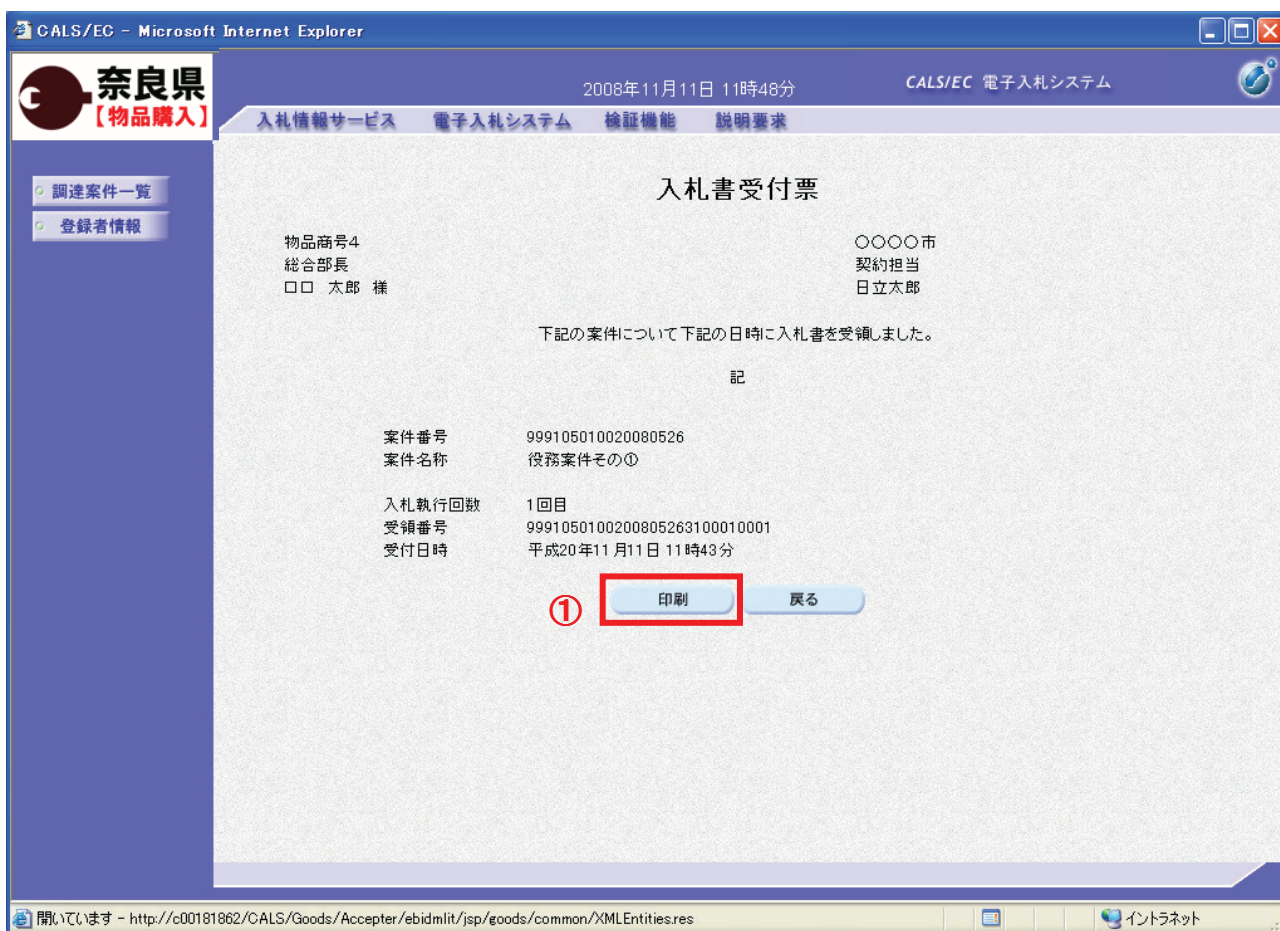 CALS/EC - Microsoft Internet Explorer
奈良県
【物品購入】
2008年11月11日 11時48分
CALS/EC 電子入札システム
入札情報サービス 電子入札システム 検証機能 説明要求
調達案件一覧
登録者情報
入札書受付票
物品商号4
総合部長
口口 太郎 様
〇〇〇〇市
契約担当
日立太郎
下記の案件について下記の日時に入札書を受領しました。
記
案件番号 999105010020080526
案件名称 役務案件その①
入札執行回数 1回目
受領番号 9991050100200805263100010001
受付日時 平成20年11月11日 11時43分
① 印刷 戻る
開いています - http://c00181862/CALS/Goods/Accepter/ebidmlit/jsp/goods/common/XMLEntities.res イントラネット